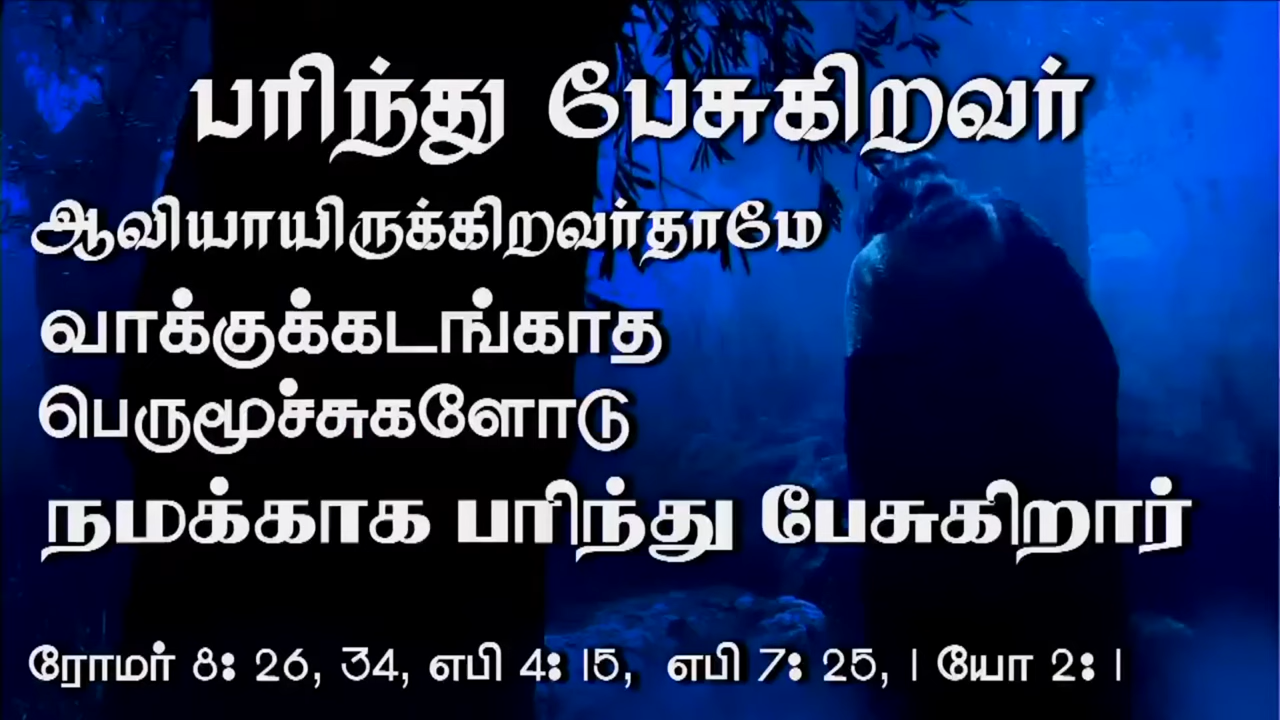 பரிந்து பேசுகிறவர்
ஆவியாயிருக்கிறவர்தாமே
வாக்குக்கடங்காத
பெருமூச்சுகளோடு
நமக்காக பரிந்து பேசுகிறார்
ரோமர் 8: 26, 34, எபி 4: 15, எபி 7: 25, 1 யோ 2: 1